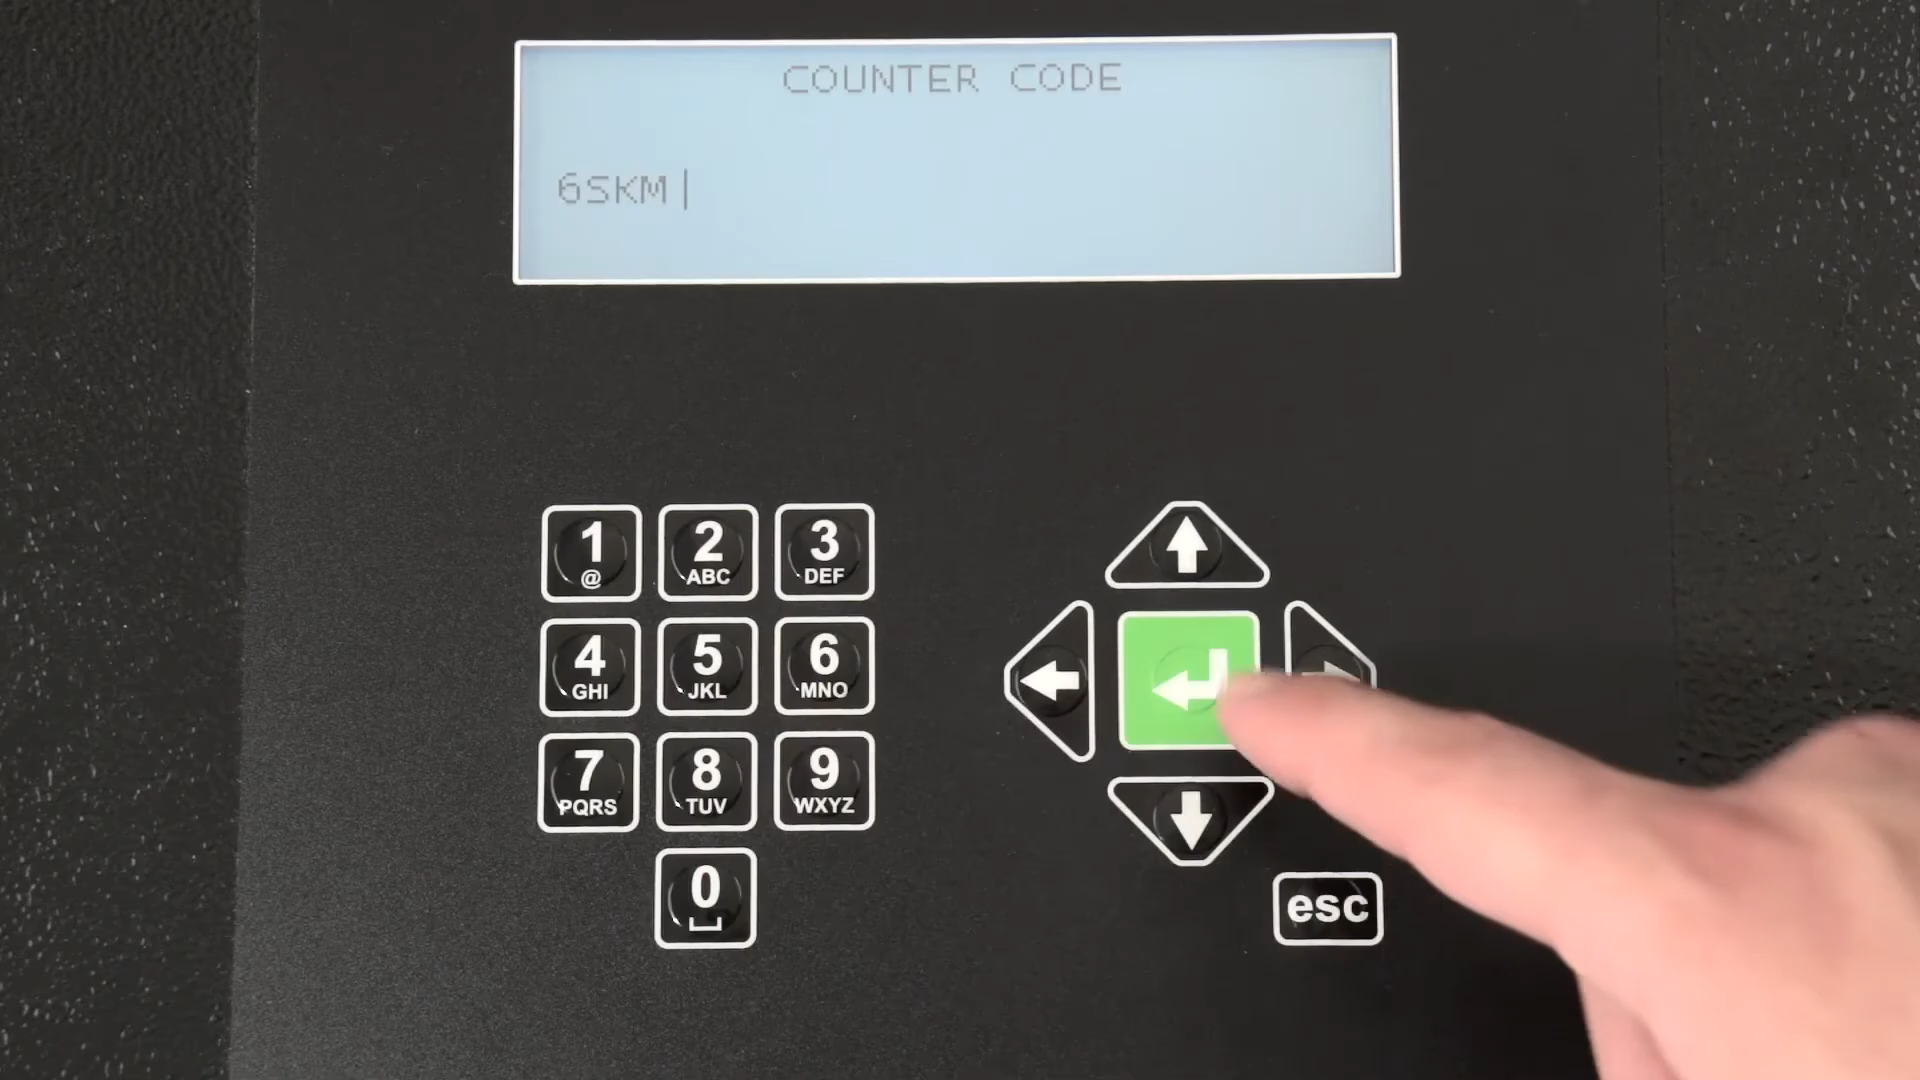 COUNTER CODE
6SKM
1 2 3
@ ABC DEF
4 5 6
GHI JKL MNO
7 8 9
PQRS TUV WXYZ
0
esc